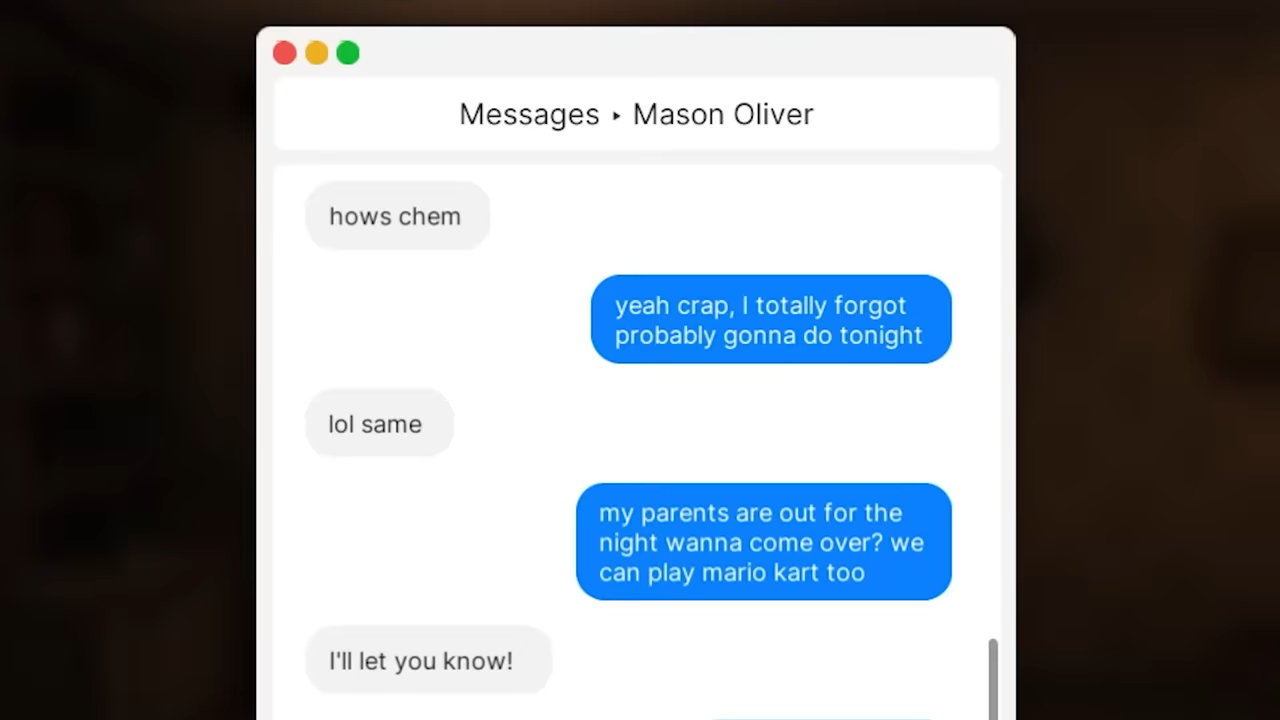 Messages ‣ Mason Oliver
hows chem
yeah crap, I totally forgot
probably gonna do tonight
lol same
my parents are out for the
night wanna come over? we
can play mario kart too
I'll let you know!